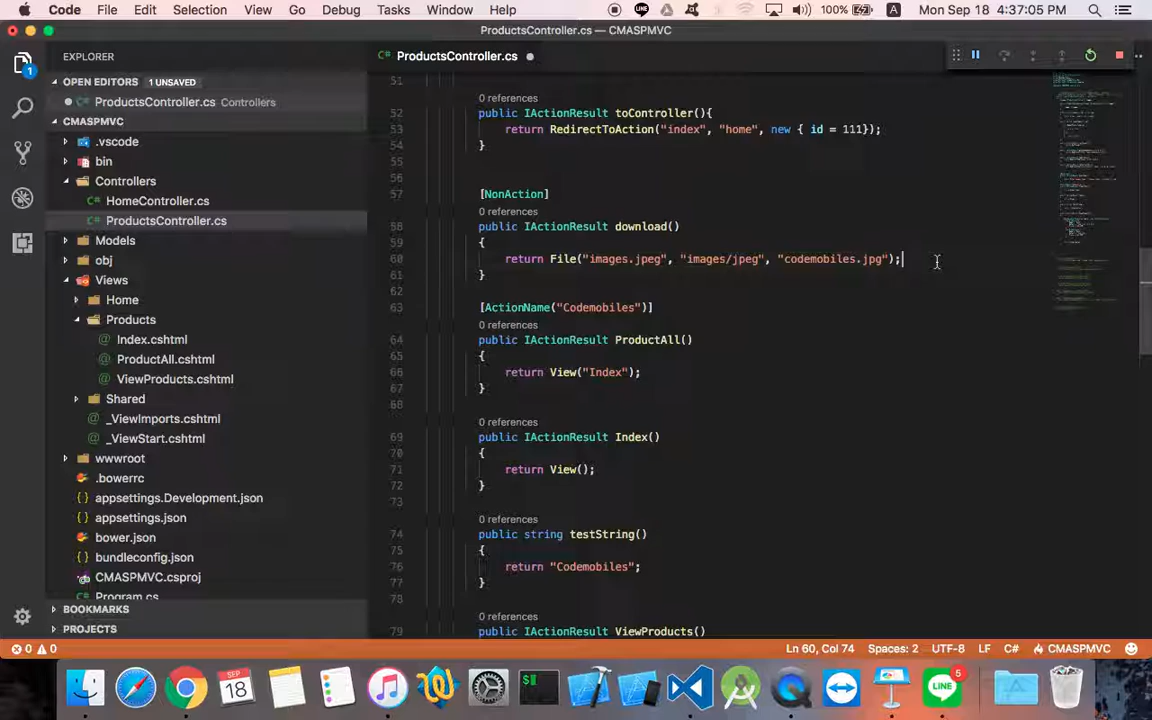 Code File Edit Selection View Go Debug Tasks Window Help 100% A Mon Sep 18 4:37:05 PM
ProductsController.cs — CMASPMVC
EXPLORER
OPEN EDITORS 1 UNSAVED
ProductsController.cs Controllers
CMASPMVC
.vscode
bin
Controllers
HomeController.cs
ProductsController.cs
Models
obj
Views
Home
Products
Index.cshtml
ProductAll.cshtml
ViewProducts.cshtml
Shared
_ViewImports.cshtml
_ViewStart.cshtml
wwwroot
.bowerrc
appsettings.Development.json
appsettings.json
bower.json
bundleconfig.json
CMASPMVC.csproj
Program.cs
BOOKMARKS
PROJECTS
1
ProductsController.cs
51
0 references
52 public IActionResult toController(){
53 return RedirectToAction("index", "home", new { id = 111});
54 }
55
56
57 [NonAction]
0 references
58 public IActionResult download()
59 {
60 return File("images.jpeg", "images/jpeg", "codemobiles.jpg");
61 }
62
63 [ActionName("Codemobiles")]
0 references
64 public IActionResult ProductAll()
65 {
66 return View("Index");
67 }
68
0 references
69 public IActionResult Index()
70 {
71 return View();
72 }
73
0 references
74 public string testString()
75 {
76 return "Codemobiles";
77 }
78
0 references
79 public IActionResult ViewProducts()
0 0 Ln 60, Col 74 Spaces: 2 UTF-8 LF C# CMASPMVC
SEP
18
5